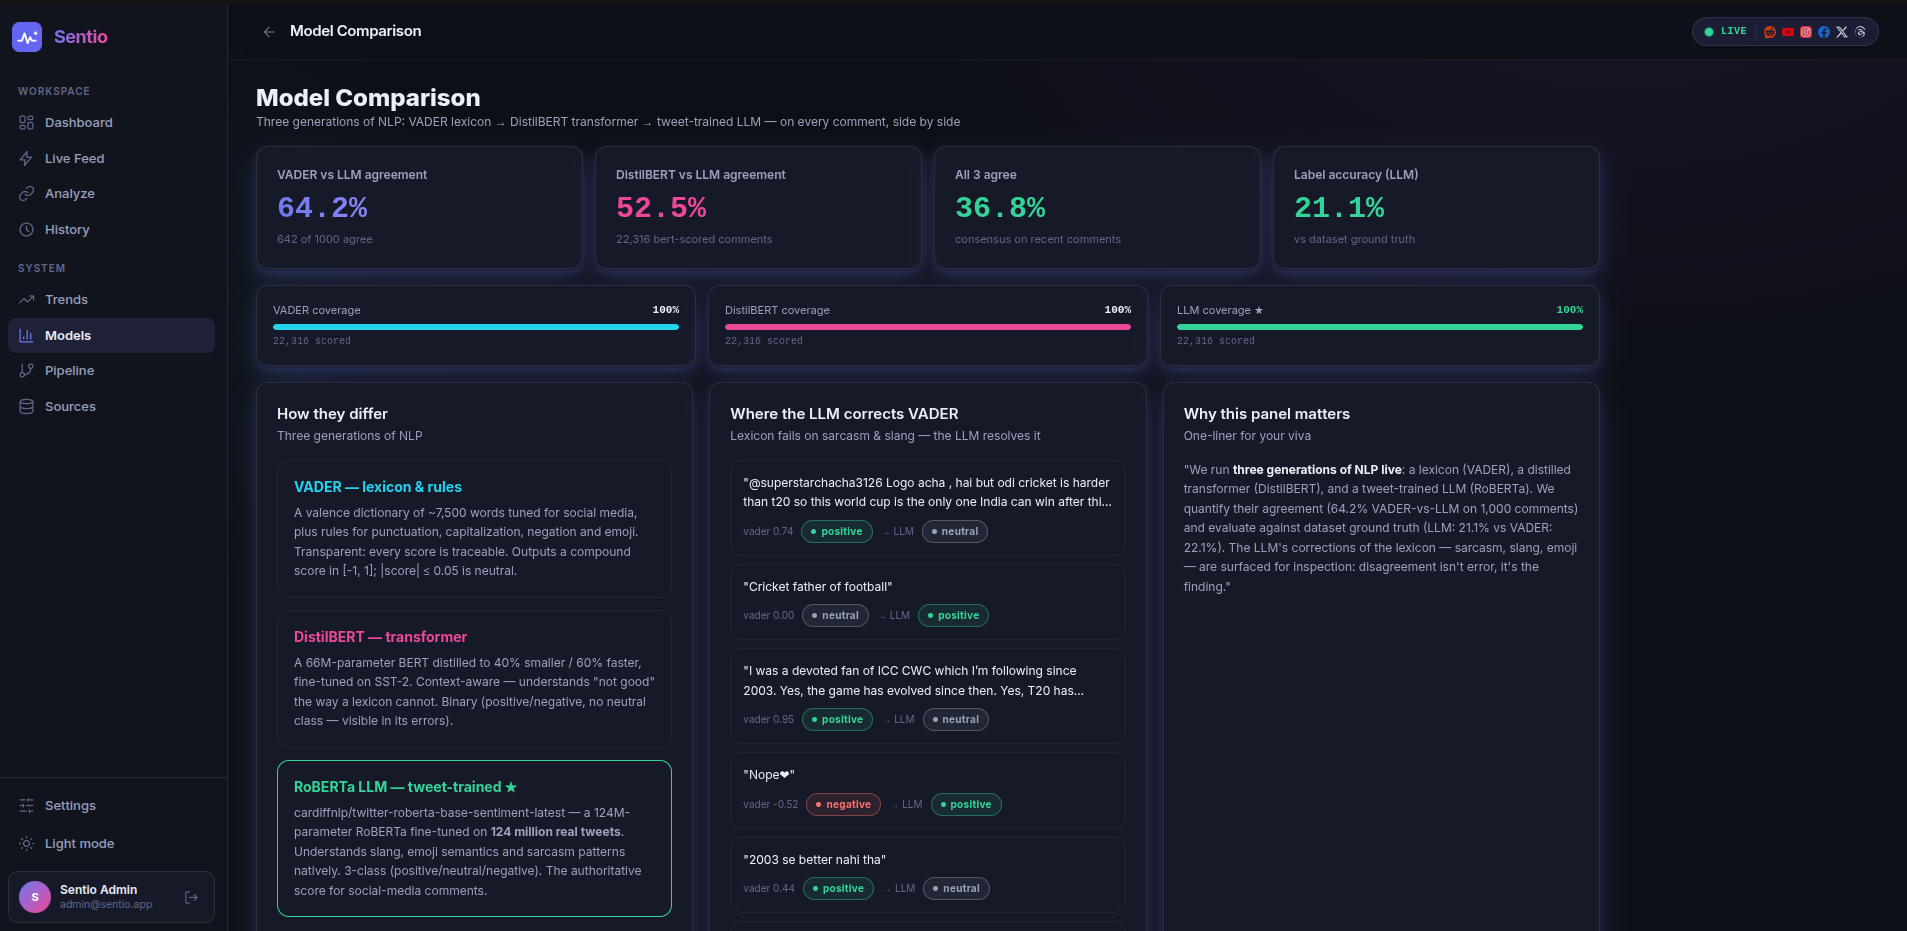 Sentio
WORKSPACE
Dashboard
Live Feed
Analyze
History
SYSTEM
Trends
Models
Pipeline
Sources
Settings
Light mode
S
Sentio Admin
admin@sentio.app
← Model Comparison
LIVE
Model Comparison
Three generations of NLP: VADER lexicon → DistilBERT transformer → tweet-trained LLM — on every comment, side by side
VADER vs LLM agreement
64.2%
642 of 1000 agree
DistilBERT vs LLM agreement
52.5%
22,316 bert-scored comments
All 3 agree
36.8%
consensus on recent comments
Label accuracy (LLM)
21.1%
vs dataset ground truth
VADER coverage 100%
22,316 scored
DistilBERT coverage 100%
22,316 scored
LLM coverage ★ 100%
22,316 scored
How they differ
Three generations of NLP
VADER — lexicon & rules
A valence dictionary of ~7,500 words tuned for social media,
plus rules for punctuation, capitalization, negation and emoji.
Transparent: every score is traceable. Outputs a compound
score in [-1, 1]; |score| ≤ 0.05 is neutral.
DistilBERT — transformer
A 66M-parameter BERT distilled to 40% smaller / 60% faster,
fine-tuned on SST-2. Context-aware — understands "not good"
the way a lexicon cannot. Binary (positive/negative, no neutral
class — visible in its errors).
RoBERTa LLM — tweet-trained ★
cardiffnlp/twitter-roberta-base-sentiment-latest — a 124M-
parameter RoBERTa fine-tuned on 124 million real tweets.
Understands slang, emoji semantics and sarcasm patterns
natively. 3-class (positive/neutral/negative). The authoritative
score for social-media comments.
Where the LLM corrects VADER
Lexicon fails on sarcasm & slang — the LLM resolves it
"@superstarchacha3126 Logo acha , hai but odi cricket is harder
than t20 so this world cup is the only one India can win after thi...
vader 0.74 positive → LLM neutral
"Cricket father of football"
vader 0.00 neutral → LLM positive
"I was a devoted fan of ICC CWC which I'm following since
2003. Yes, the game has evolved since then. Yes, T20 has...
vader 0.95 positive → LLM neutral
"Nope❤"
vader -0.52 negative → LLM positive
"2003 se better nahi tha"
vader 0.44 positive → LLM neutral
Why this panel matters
One-liner for your viva
"We run three generations of NLP live: a lexicon (VADER), a distilled
transformer (DistilBERT), and a tweet-trained LLM (RoBERTa). We
quantify their agreement (64.2% VADER-vs-LLM on 1,000 comments)
and evaluate against dataset ground truth (LLM: 21.1% vs VADER:
22.1%). The LLM's corrections of the lexicon — sarcasm, slang, emoji
— are surfaced for inspection: disagreement isn't error, it's the
finding."